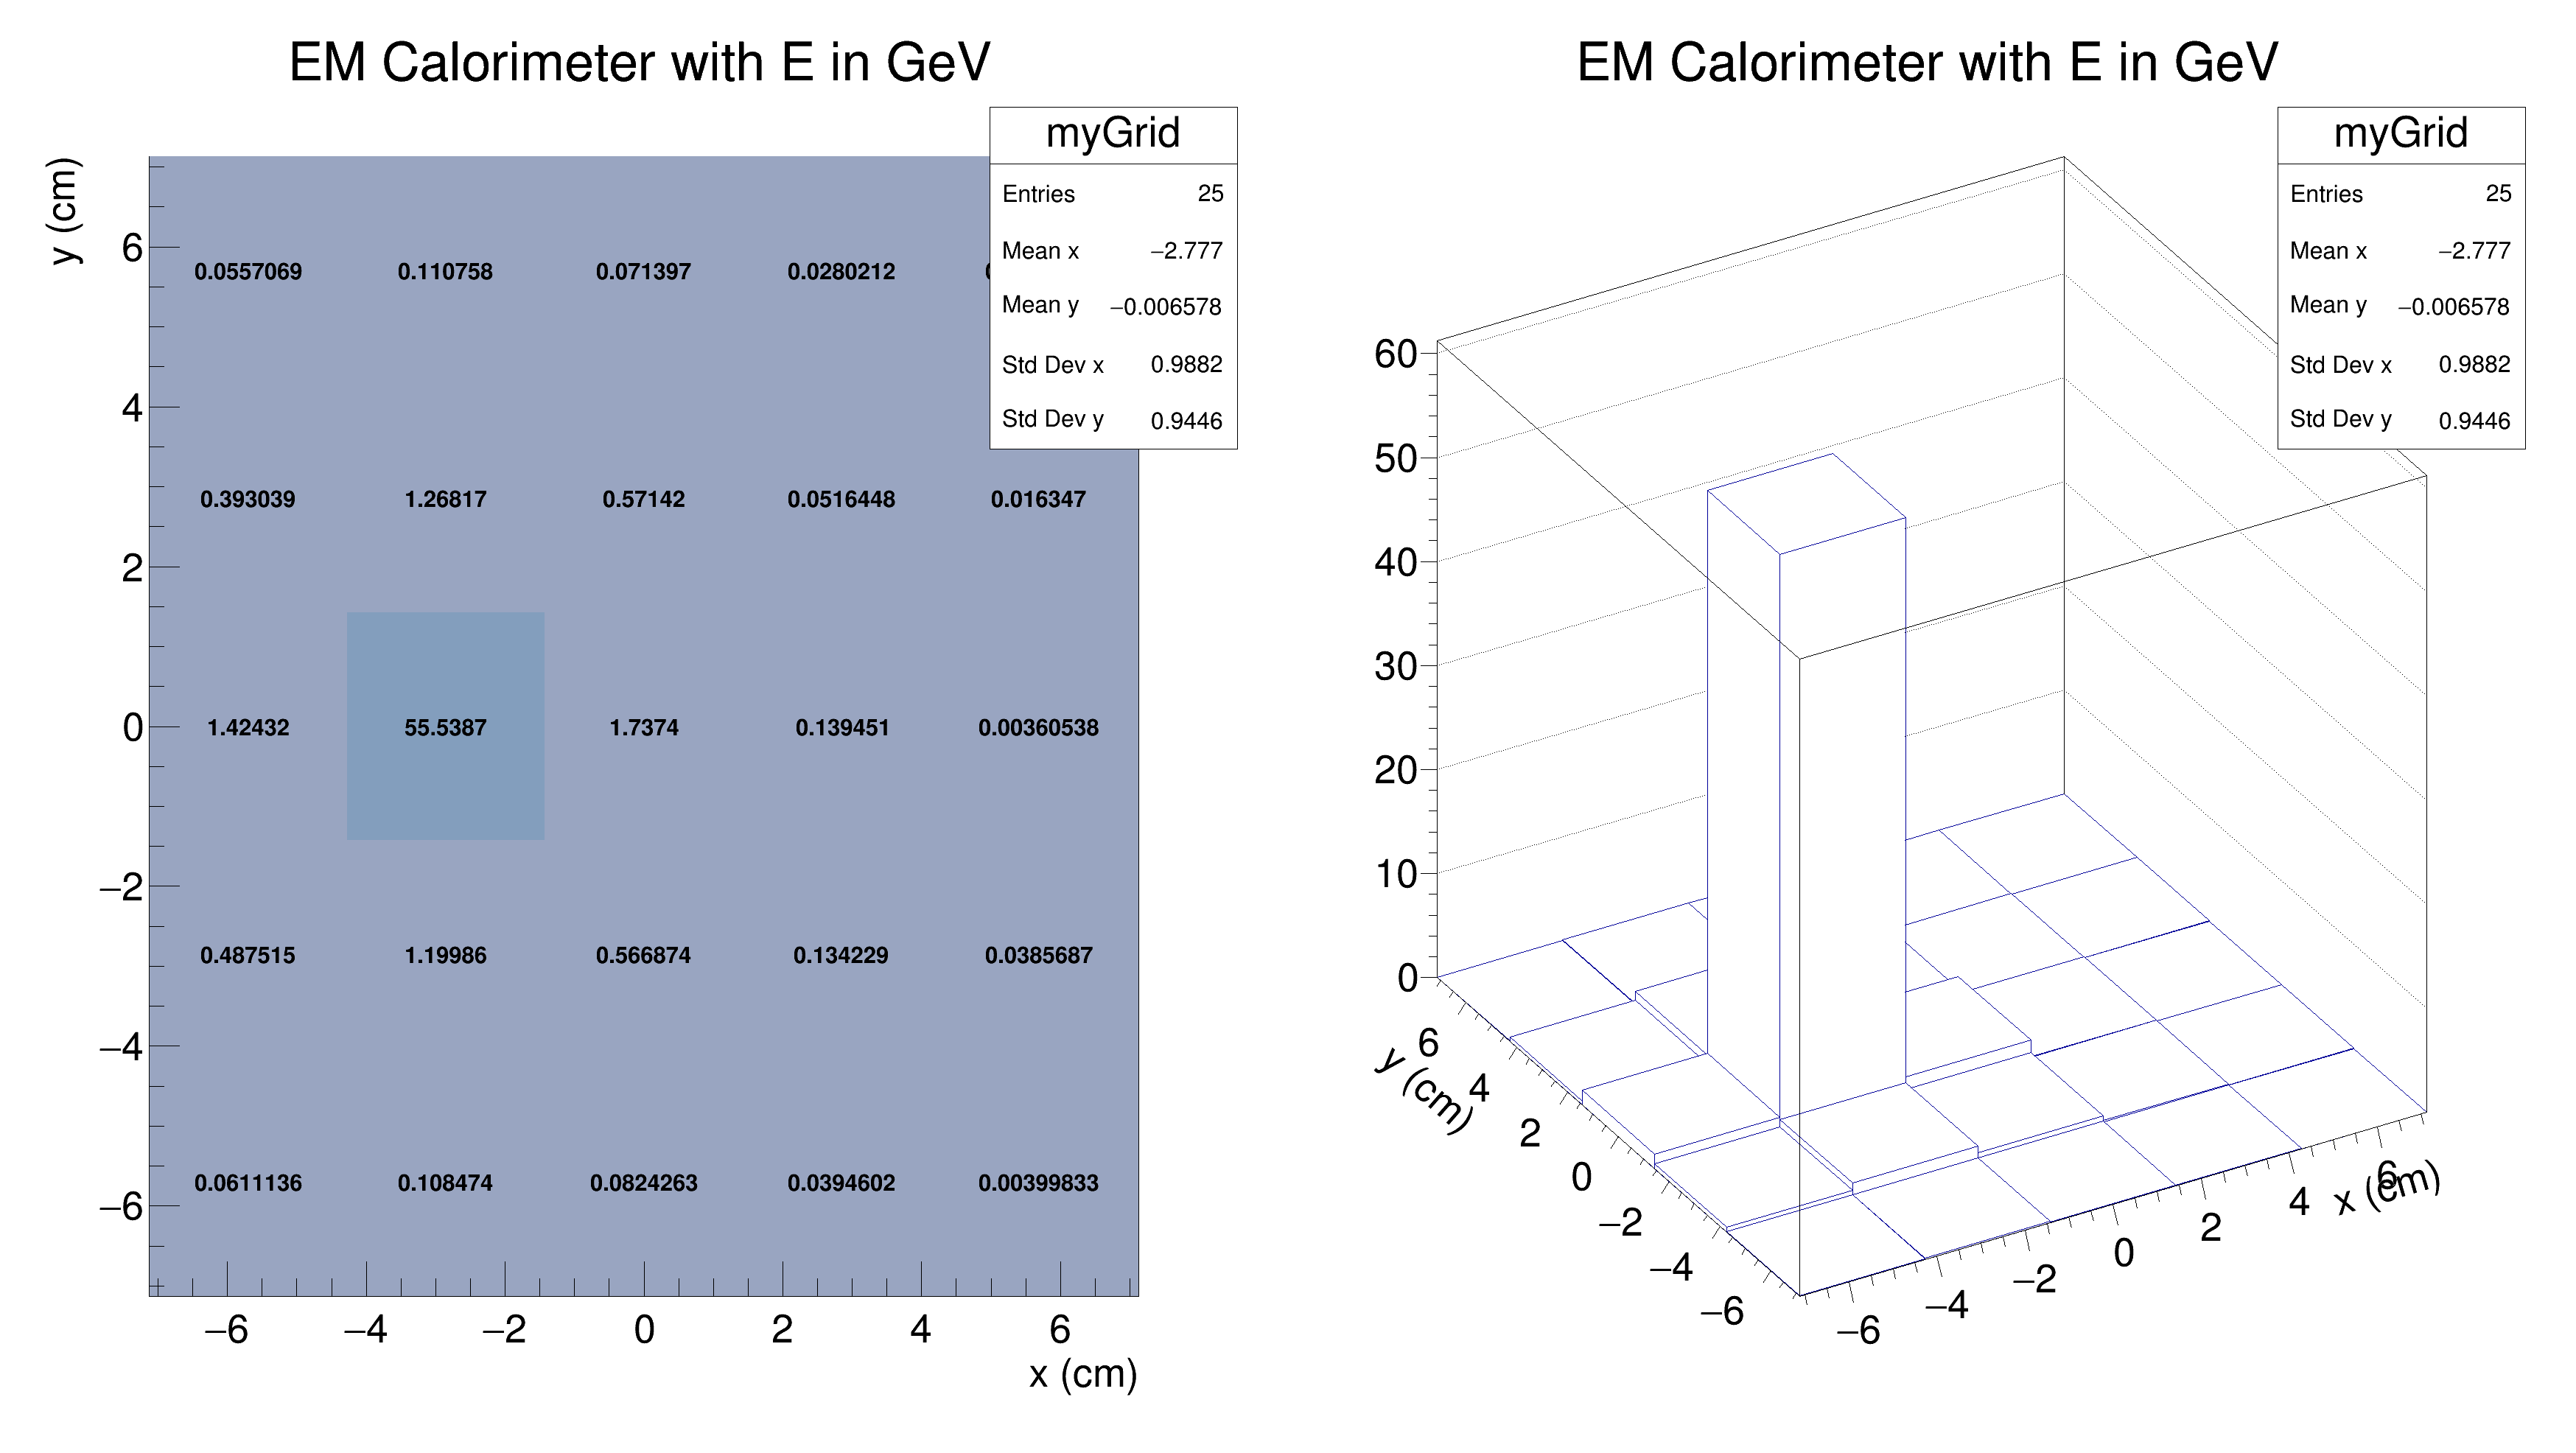 EM Calorimeter with E in GeV
myGrid
Entries 25
Mean x −2.777
Mean y −0.006578
Std Dev x 0.9882
Std Dev y 0.9446
y (cm)
6
4
2
0
−2
−4
−6
0.0557069 0.110758 0.071397 0.0280212
0.393039 1.26817 0.57142 0.0516448 0.016347
1.42432 55.5387 1.7374 0.139451 0.00360538
0.487515 1.19986 0.566874 0.134229 0.0385687
0.0611136 0.108474 0.0824263 0.0394602 0.00399833
−6 −4 −2 0 2 4 6
x (cm)
EM Calorimeter with E in GeV
myGrid
Entries 25
Mean x −2.777
Mean y −0.006578
Std Dev x 0.9882
Std Dev y 0.9446
60
50
40
30
20
10
0
6
4
2
0
−2
−4
−6
y (cm)
−6
−4
−2
0
2
4
6
x (cm)